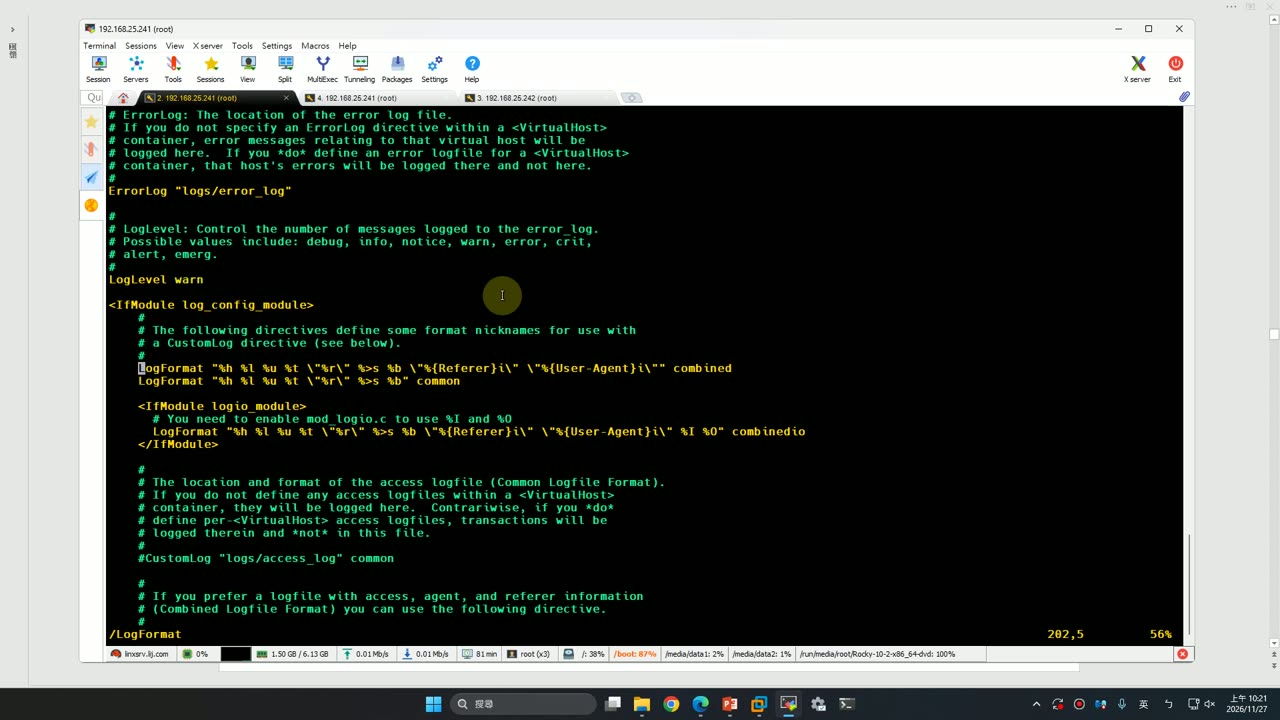 192.168.25.241 (root)
Terminal Sessions View X server Tools Settings Macros Help
Session Servers Tools Sessions View Split MultiExec Tunneling Packages Settings Help X server Exit
Qu
2. 192.168.25.241 (root) 4. 192.168.25.241 (root) 3. 192.168.25.242 (root)
# ErrorLog: The location of the error log file.
# If you do not specify an ErrorLog directive within a <VirtualHost>
# container, error messages relating to that virtual host will be
# logged here.  If you *do* define an error logfile for a <VirtualHost>
# container, that host's errors will be logged there and not here.
#
ErrorLog "logs/error_log"
#
# LogLevel: Control the number of messages logged to the error_log.
# Possible values include: debug, info, notice, warn, error, crit,
# alert, emerg.
#
LogLevel warn
<IfModule log_config_module>
    #
    # The following directives define some format nicknames for use with
    # a CustomLog directive (see below).
    #
    LogFormat "%h %l %u %t \"%r\" %>s %b \"%{Referer}i\" \"%{User-Agent}i\"" combined
    LogFormat "%h %l %u %t \"%r\" %>s %b" common
    <IfModule logio_module>
      # You need to enable mod_logio.c to use %I and %O
      LogFormat "%h %l %u %t \"%r\" %>s %b \"%{Referer}i\" \"%{User-Agent}i\" %I %O" combinedio
    </IfModule>
    #
    # The location and format of the access logfile (Common Logfile Format).
    # If you do not define any access logfiles within a <VirtualHost>
    # container, they will be logged here.  Contrariwise, if you *do*
    # define per-<VirtualHost> access logfiles, transactions will be
    # logged therein and *not* in this file.
    #
    #CustomLog "logs/access_log" common
    #
    # If you prefer a logfile with access, agent, and referer information
    # (Combined Logfile Format) you can use the following directive.
    #
/LogFormat 202,5 56%
linxsrv.lij.com 0% 1.50 GB / 6.13 GB 0.01 Mb/s 0.01 Mb/s 81 min root (x3) /: 38% /boot: 87% /media/data1: 2% /media/data2: 1% /run/media/root/Rocky-10-2-x86_64-dvd: 100%
搜尋
英
上午 10:21
2026/11/27